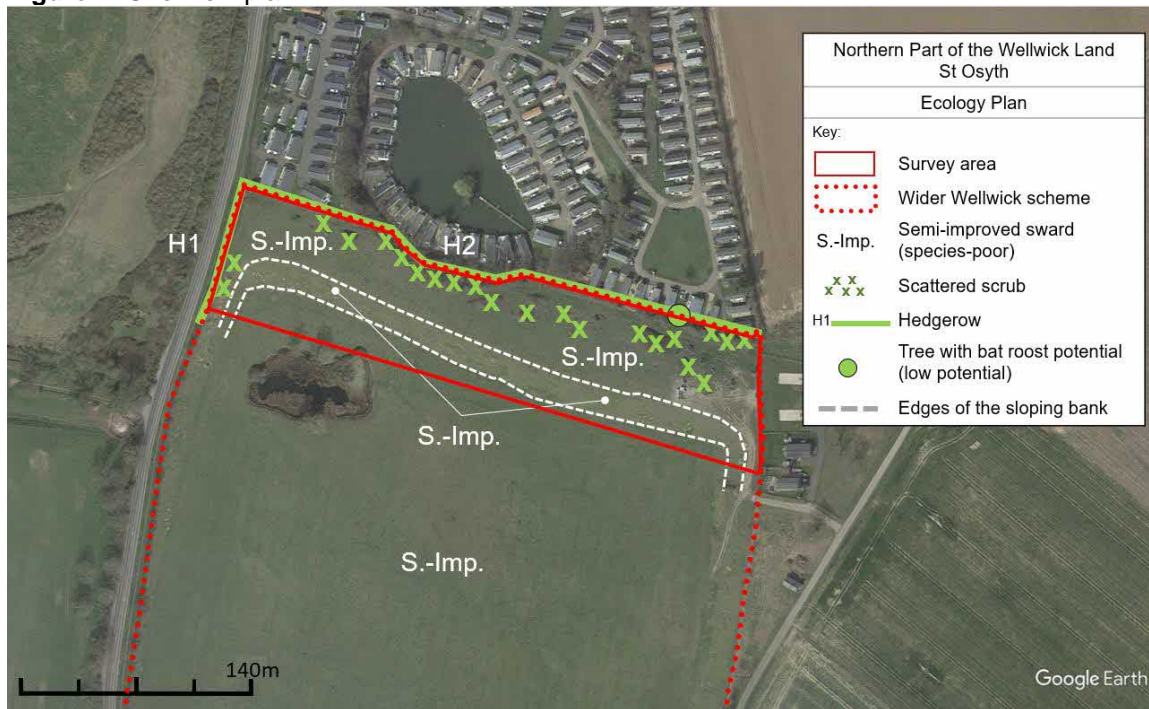 Northern Part of the Wellwick Land
St Osyth
Ecology Plan
Key:
Survey area
Wider Wellwick scheme
S.-Imp.
Semi-improved sward
(species-poor)
x x x x x
Scattered scrub
H1
Hedgerow
Tree with bat roost potential
(low potential)
Edges of the sloping bank
H1
S.-Imp.
H2
S.-Imp.
S.-Imp.
S.-Imp.
140m
Google Earth